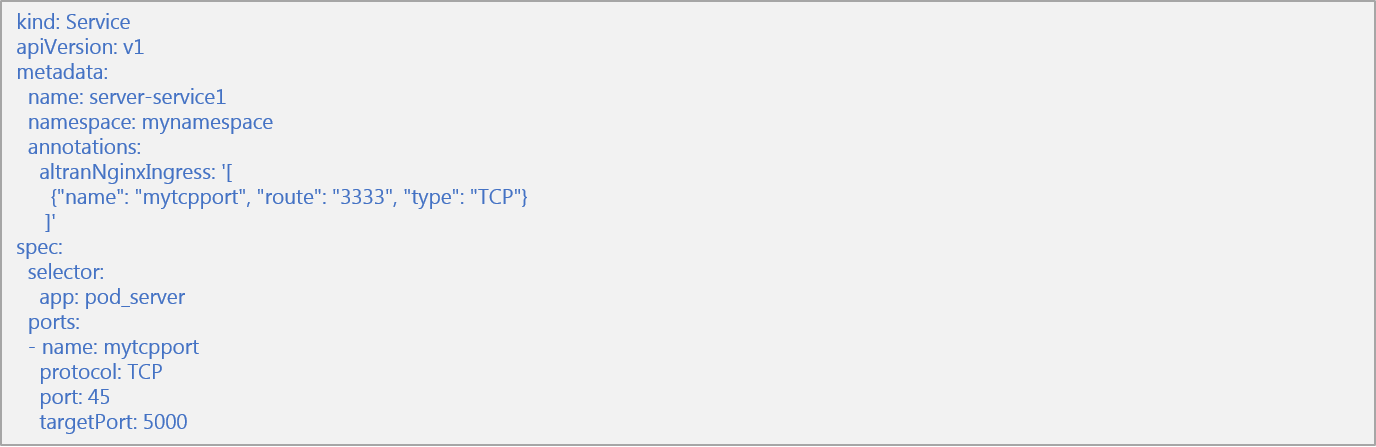 kind: Service
apiVersion: v1
metadata:
  name: server-service1
  namespace: mynamespace
  annotations:
    altranNginxIngress: '[
      {"name": "mytcpport", "route": "3333", "type": "TCP"}
     ]'
spec:
  selector:
    app: pod_server
  ports:
  - name: mytcpport
    protocol: TCP
    port: 45
    targetPort: 5000